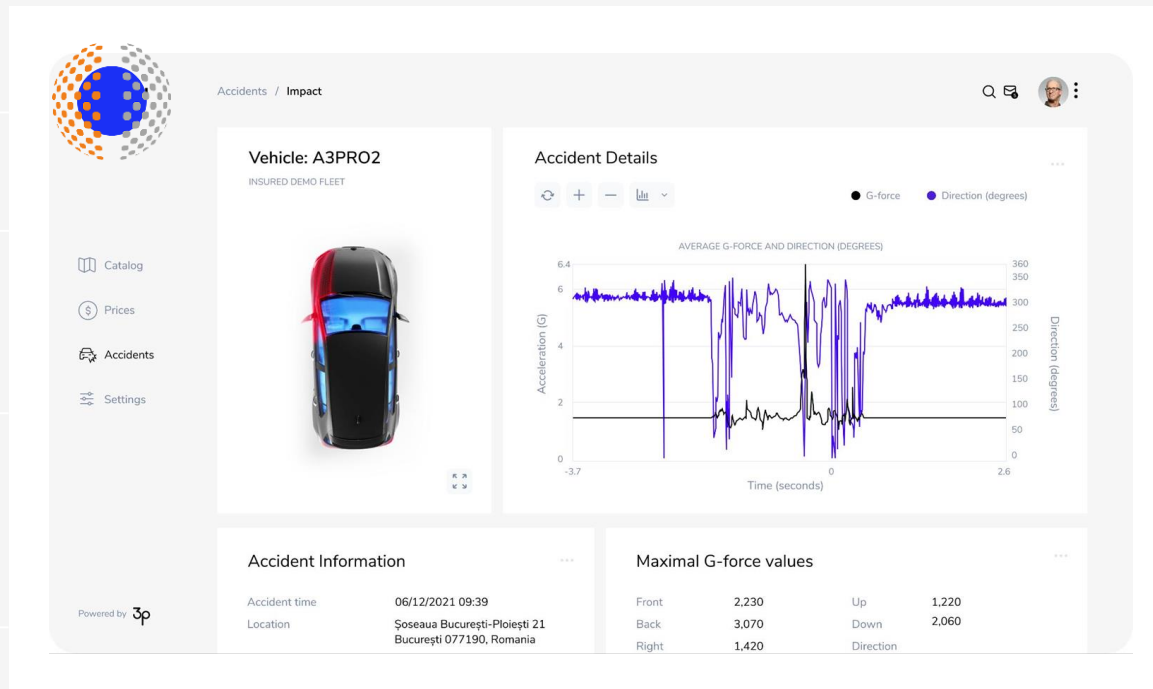 Accidents / Impact
Catalog
Prices
Accidents
Settings
Powered by 3p
Vehicle: A3PRO2
INSURED DEMO FLEET
Accident Details
G-force
Direction (degrees)
AVERAGE G-FORCE AND DIRECTION (DEGREES)
Acceleration (G)
6.4
6
4
2
0
360
350
300
250
200
150
100
50
0
Direction (degrees)
-3.7
0
2.6
Time (seconds)
Accident Information
Accident time 06/12/2021 09:39
Location Șoseaua București-Ploiești 21
București 077190, Romania
Maximal G-force values
Front 2,230 Up 1,220
Back 3,070 Down 2,060
Right 1,420 Direction